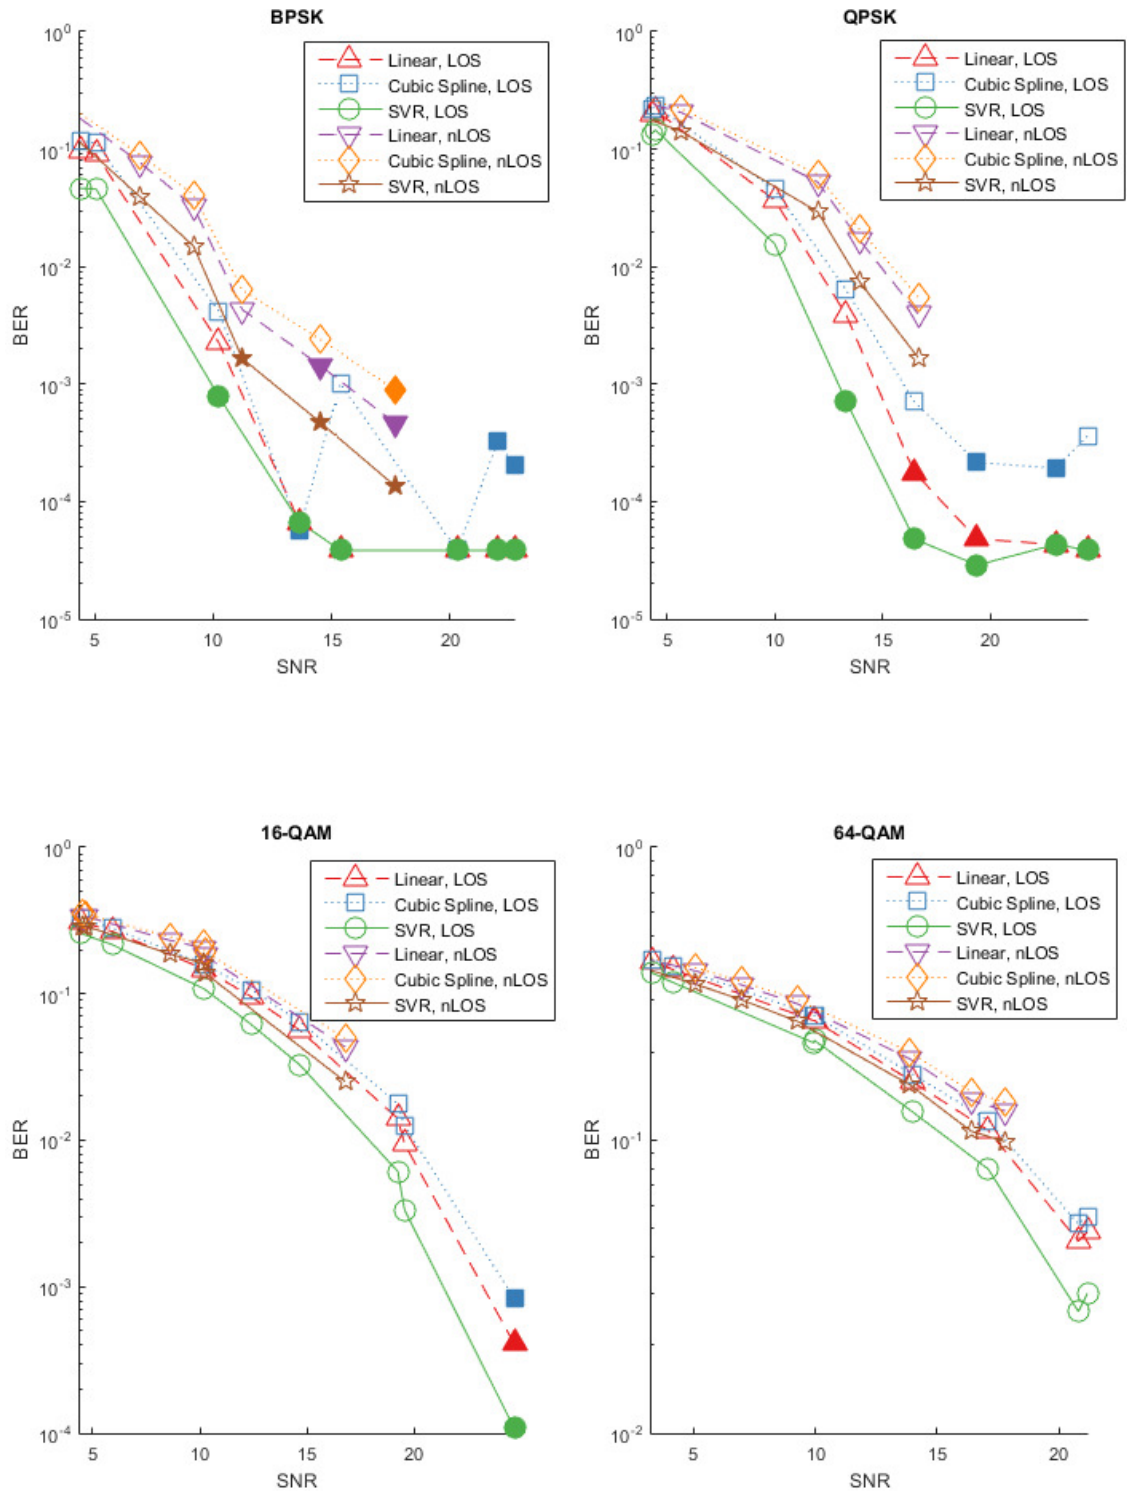 BPSK
10^0
10^-1
10^-2
10^-3
10^-4
10^-5
BER
5 10 15 20
SNR
Linear, LOS
Cubic Spline, LOS
SVR, LOS
Linear, nLOS
Cubic Spline, nLOS
SVR, nLOS
QPSK
10^0
10^-1
10^-2
10^-3
10^-4
10^-5
BER
5 10 15 20
SNR
Linear, LOS
Cubic Spline, LOS
SVR, LOS
Linear, nLOS
Cubic Spline, nLOS
SVR, nLOS
16-QAM
10^0
10^-1
10^-2
10^-3
10^-4
BER
5 10 15 20
SNR
Linear, LOS
Cubic Spline, LOS
SVR, LOS
Linear, nLOS
Cubic Spline, nLOS
SVR, nLOS
64-QAM
10^0
10^-1
10^-2
BER
5 10 15 20
SNR
Linear, LOS
Cubic Spline, LOS
SVR, LOS
Linear, nLOS
Cubic Spline, nLOS
SVR, nLOS